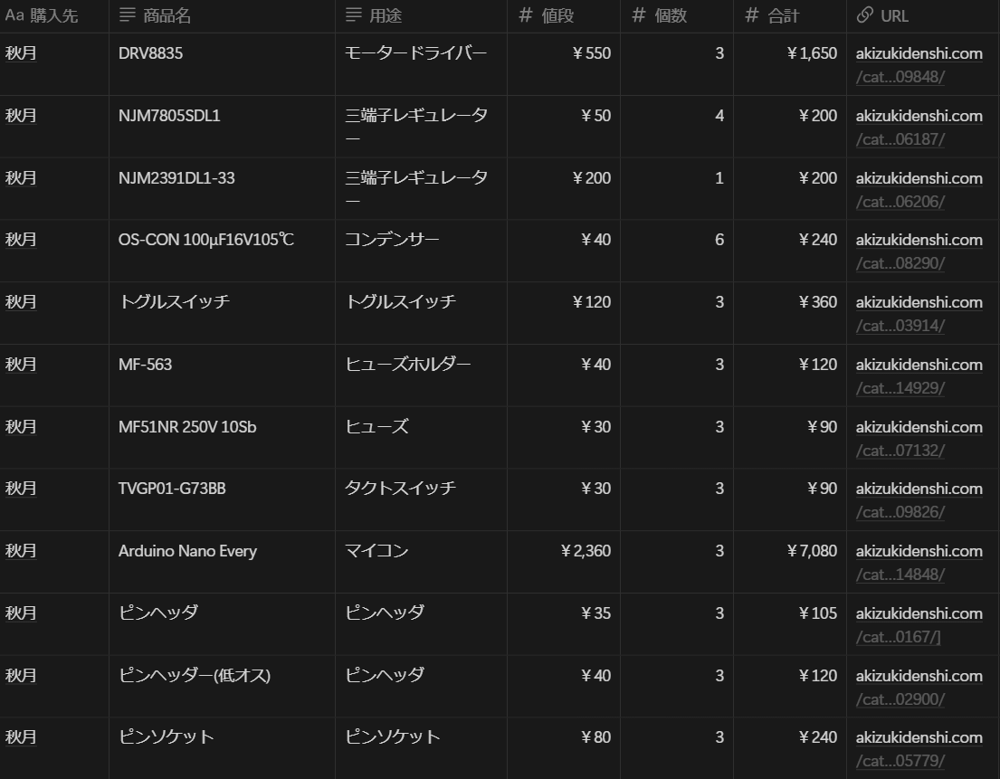 Aa 購入先 商品名 用途 # 値段 # 個数 # 合計 URL
秋月 DRV8835 モータードライバー ¥550 3 ¥1,650 akizukidenshi.com
/cat...09848/
秋月 NJM7805SDL1 三端子レギュレータ ¥50 4 ¥200 akizukidenshi.com
ー /cat...06187/
秋月 NJM2391DL1-33 三端子レギュレータ ¥200 1 ¥200 akizukidenshi.com
ー /cat...06206/
秋月 OS-CON 100μF16V105℃ コンデンサー ¥40 6 ¥240 akizukidenshi.com
/cat...08290/
秋月 トグルスイッチ トグルスイッチ ¥120 3 ¥360 akizukidenshi.com
/cat...03914/
秋月 MF-563 ヒューズホルダー ¥40 3 ¥120 akizukidenshi.com
/cat...14929/
秋月 MF51NR 250V 10Sb ヒューズ ¥30 3 ¥90 akizukidenshi.com
/cat...07132/
秋月 TVGP01-G73BB タクトスイッチ ¥30 3 ¥90 akizukidenshi.com
/cat...09826/
秋月 Arduino Nano Every マイコン ¥2,360 3 ¥7,080 akizukidenshi.com
/cat...14848/
秋月 ピンヘッダ ピンヘッダ ¥35 3 ¥105 akizukidenshi.com
/cat...0167/]
秋月 ピンヘッダー(低オス) ピンヘッダ ¥40 3 ¥120 akizukidenshi.com
/cat...02900/
秋月 ピンソケット ピンソケット ¥80 3 ¥240 akizukidenshi.com
/cat...05779/